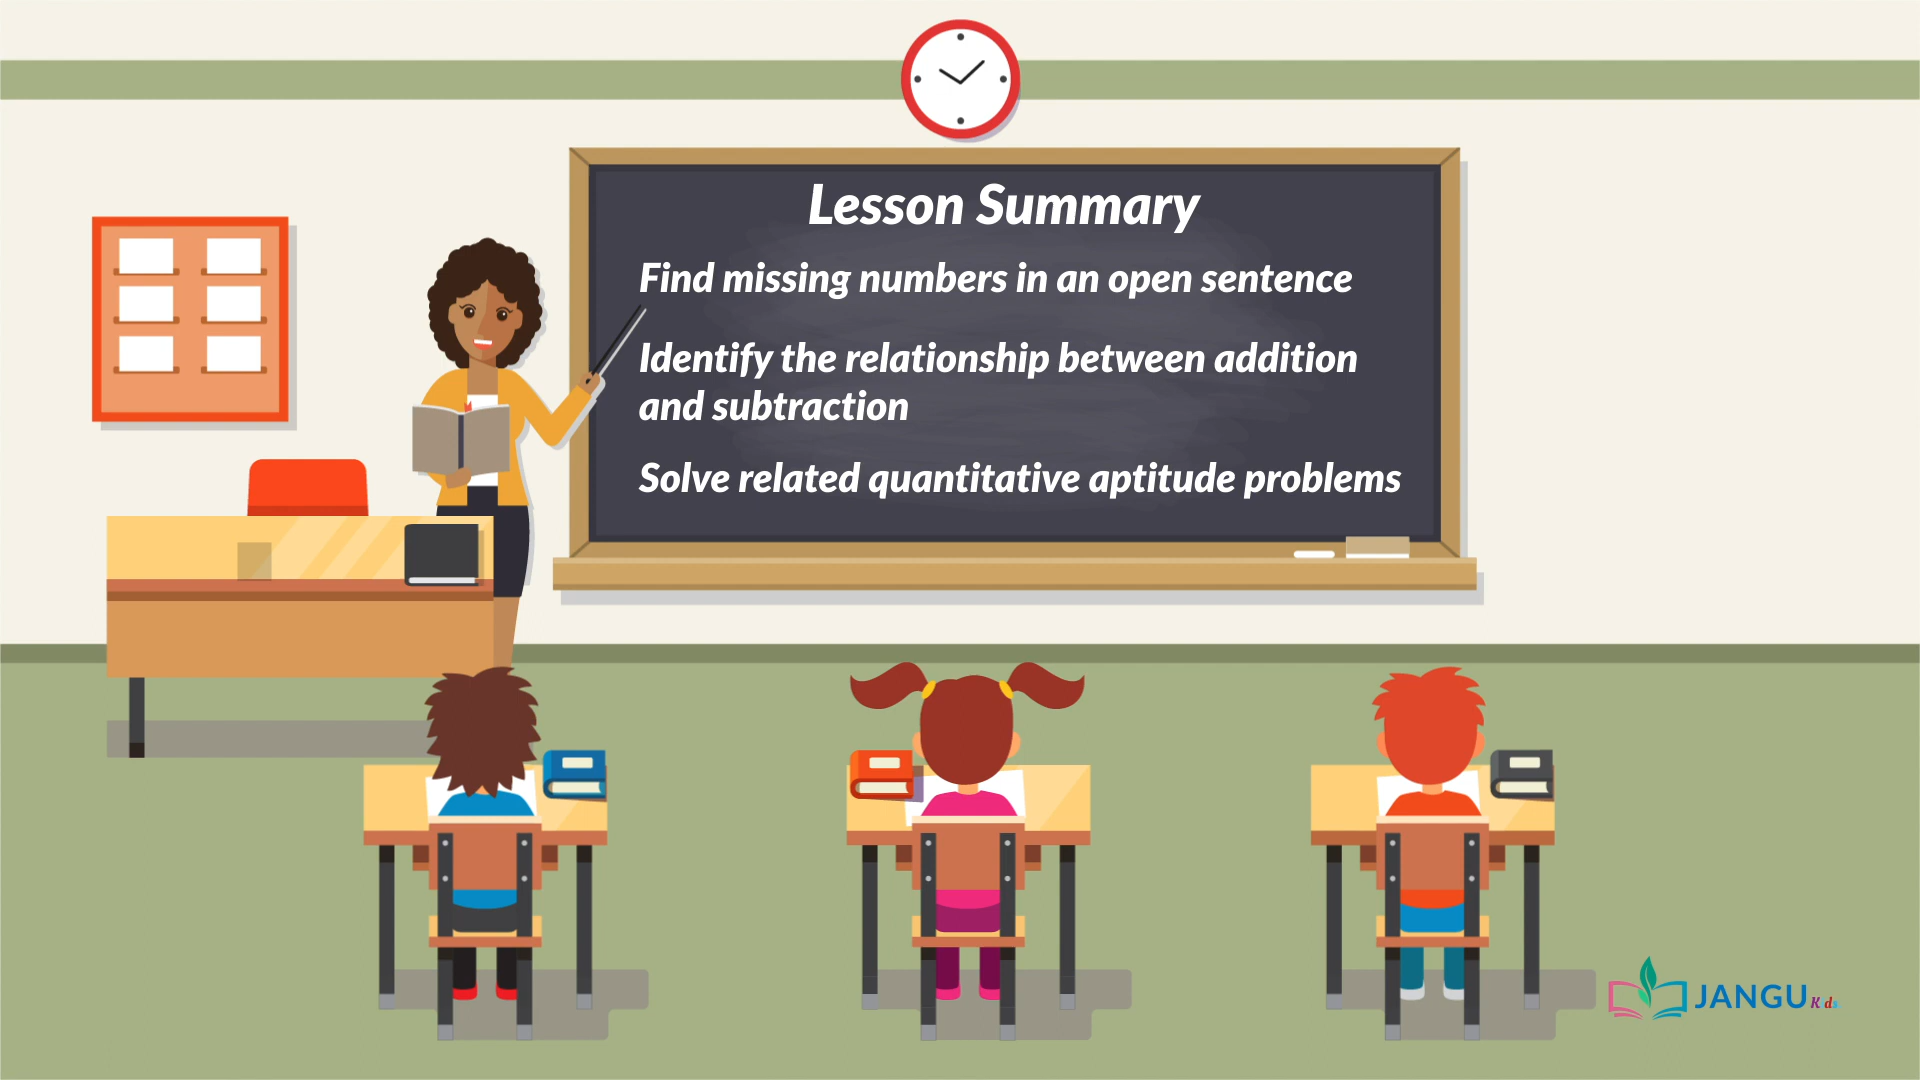 Lesson Summary
Find missing numbers in an open sentence
Identify the relationship between addition
and subtraction
Solve related quantitative aptitude problems
JANGU Kids